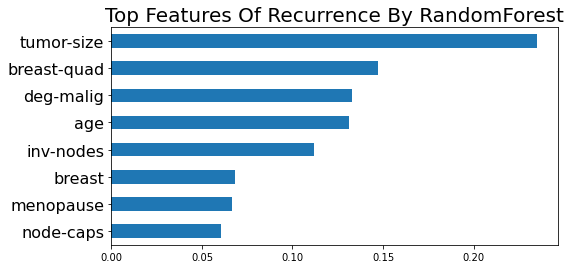 Top Features Of Recurrence By RandomForest
tumor-size
breast-quad
deg-malig
age
inv-nodes
breast
menopause
node-caps
0.00 0.05 0.10 0.15 0.20